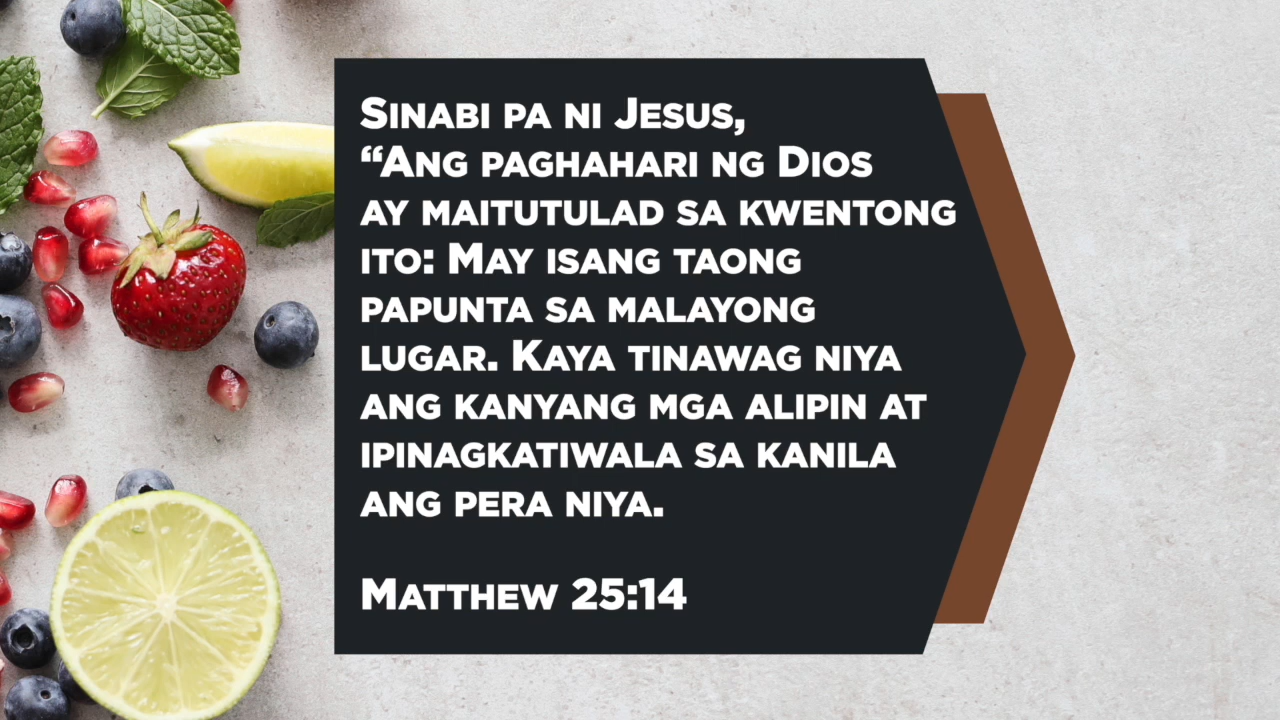 Sinabi pa ni Jesus,
“Ang paghahari ng Dios
ay maitutulad sa kwentong
ito: May isang taong
papunta sa malayong
lugar. Kaya tinawag niya
ang kanyang mga alipin at
ipinagkatiwala sa kanila
ang pera niya.
Matthew 25:14